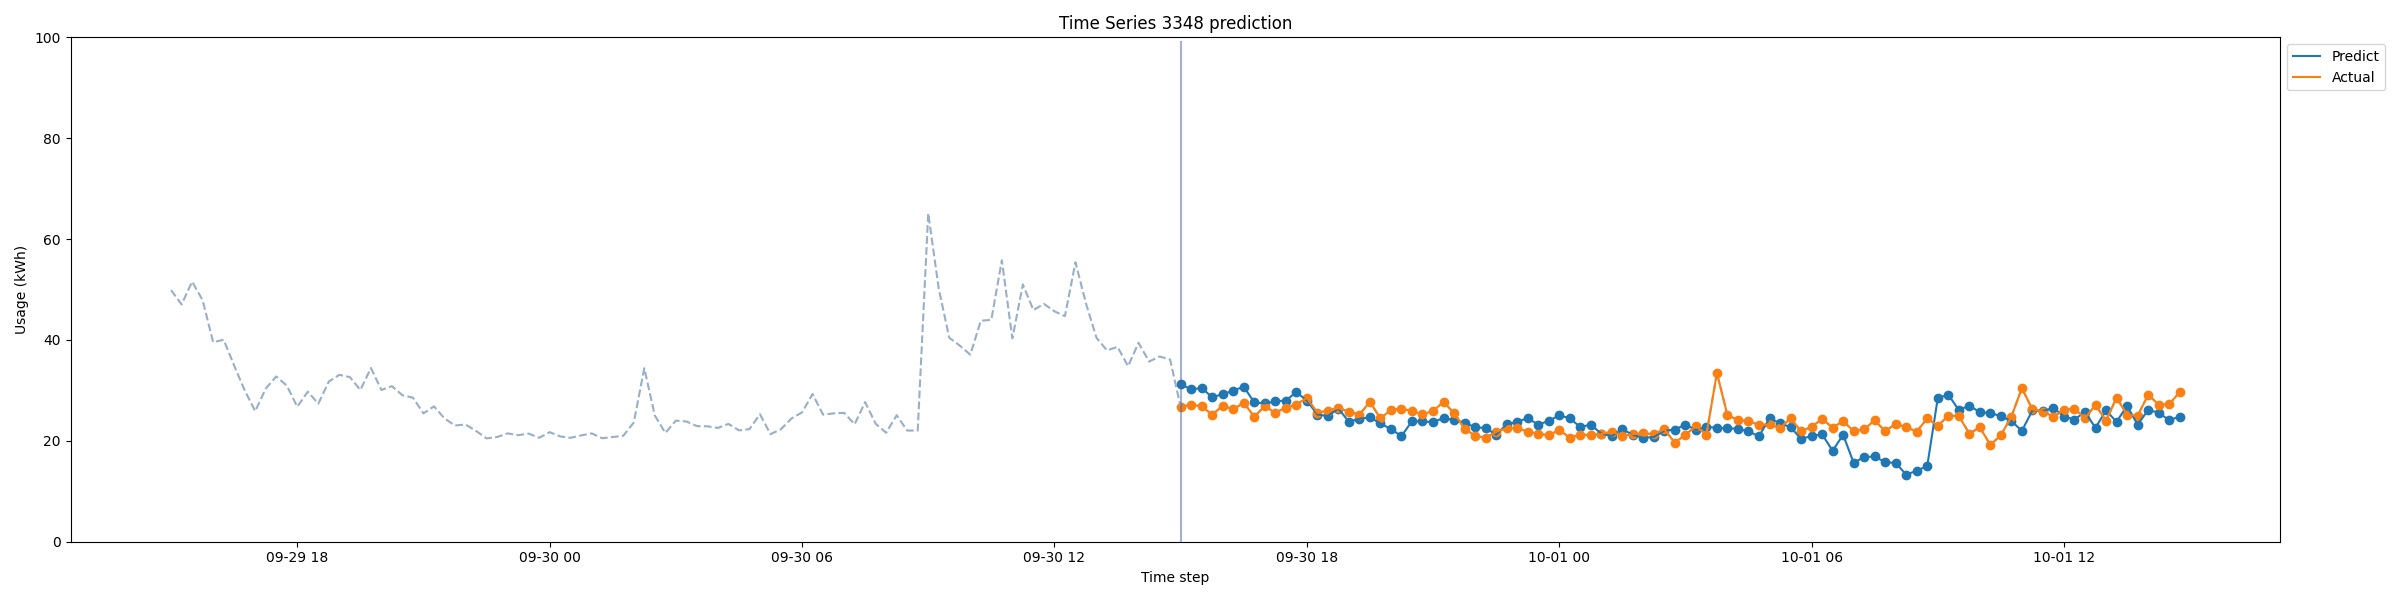 Time Series 3348 prediction
100
80
60
40
20
0
Usage (kWh)
09-29 18
09-30 00
09-30 06
09-30 12
09-30 18
10-01 00
10-01 06
10-01 12
Time step
Predict
Actual